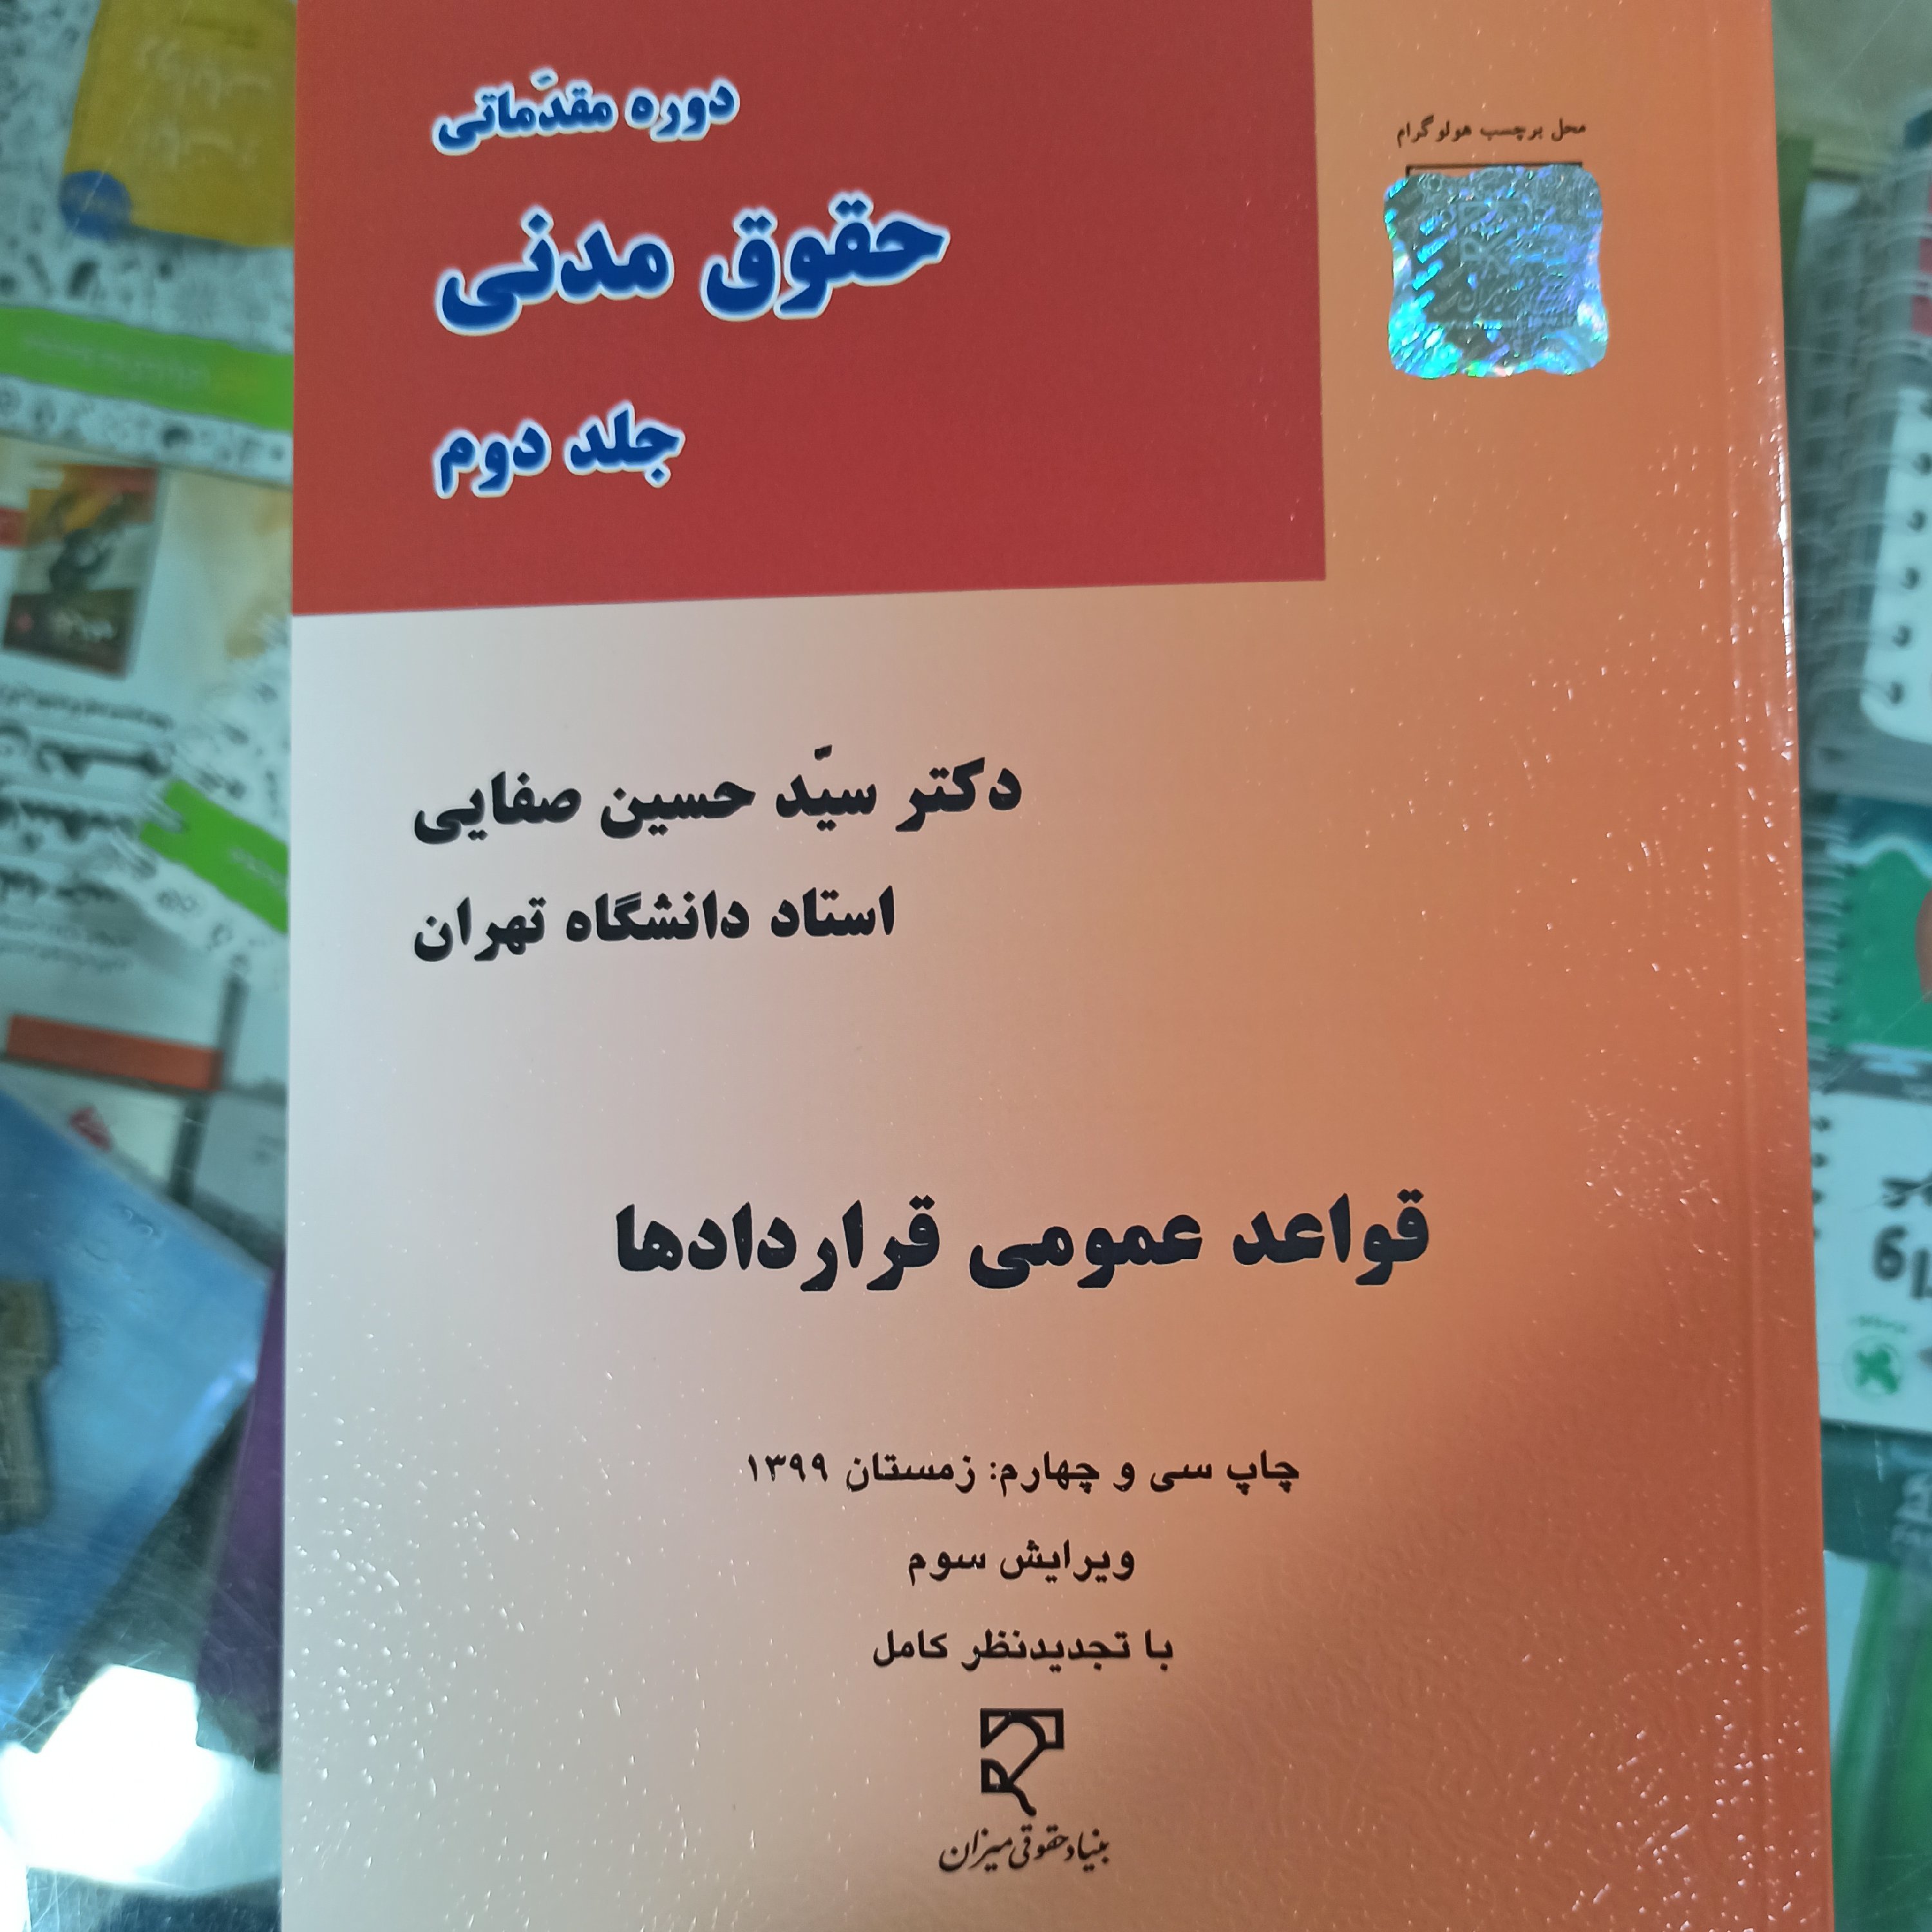 محل برچسب هولوگرام
دوره مقدّماتی
حقوق مدنی
جلد دوم
دکتر سیّد حسین صفایی
استاد دانشگاه تهران
قواعد عمومی قراردادها
چاپ سی و چهارم: زمستان ۱۳۹۹
ویرایش سوم
با تجدیدنظر کامل
بنیاد حقوقی میزان